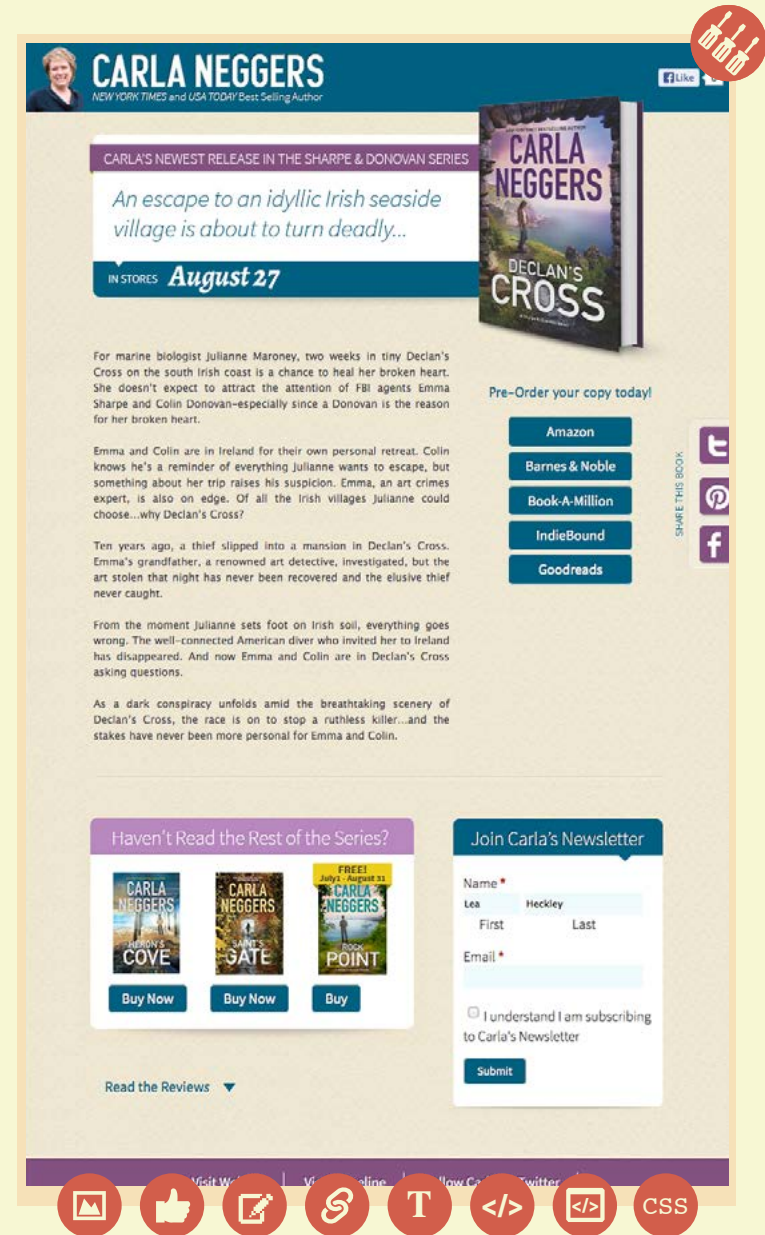 CARLA NEGGERS
NEW YORK TIMES and USA TODAY Best Selling Author
Like
CARLA'S NEWEST RELEASE IN THE SHARPE & DONOVAN SERIES
An escape to an idyllic Irish seaside
village is about to turn deadly...
IN STORES August 27
CARLA
NEGGERS
DECLAN'S
CROSS
For marine biologist Julianne Maroney, two weeks in tiny Declan's
Cross on the south Irish coast is a chance to heal her broken heart.
She doesn't expect to attract the attention of FBI agents Emma
Sharpe and Colin Donovan–especially since a Donovan is the reason
for her broken heart.
Emma and Colin are in Ireland for their own personal retreat. Colin
knows he's a reminder of everything Julianne wants to escape, but
something about her trip raises his suspicion. Emma, an art crimes
expert, is also on edge. Of all the Irish villages Julianne could
choose...why Declan's Cross?
Ten years ago, a thief slipped into a mansion in Declan's Cross.
Emma's grandfather, a renowned art detective, investigated, but the
art stolen that night has never been recovered and the elusive thief
never caught.
From the moment Julianne sets foot on Irish soil, everything goes
wrong. The well-connected American diver who invited her to Ireland
has disappeared. And now Emma and Colin are in Declan's Cross
asking questions.
As a dark conspiracy unfolds amid the breathtaking scenery of
Declan's Cross, the race is on to stop a ruthless killer...and the
stakes have never been more personal for Emma and Colin.
Pre-Order your copy today!
Amazon
Barnes & Noble
Book-A-Million
IndieBound
Goodreads
SHARE THIS BOOK
Haven't Read the Rest of the Series?
CARLA
NEGGERS
HERON'S
COVE
CARLA
NEGGERS
SAINT'S
GATE
FREE!
July1 - August 31
CARLA
NEGGERS
ROCK
POINT
Buy Now
Buy Now
Buy
Join Carla's Newsletter
Name *
Lea Heckley
First Last
Email *
I understand I am subscribing
to Carla's Newsletter
Submit
Read the Reviews
T
</>
</>
CSS